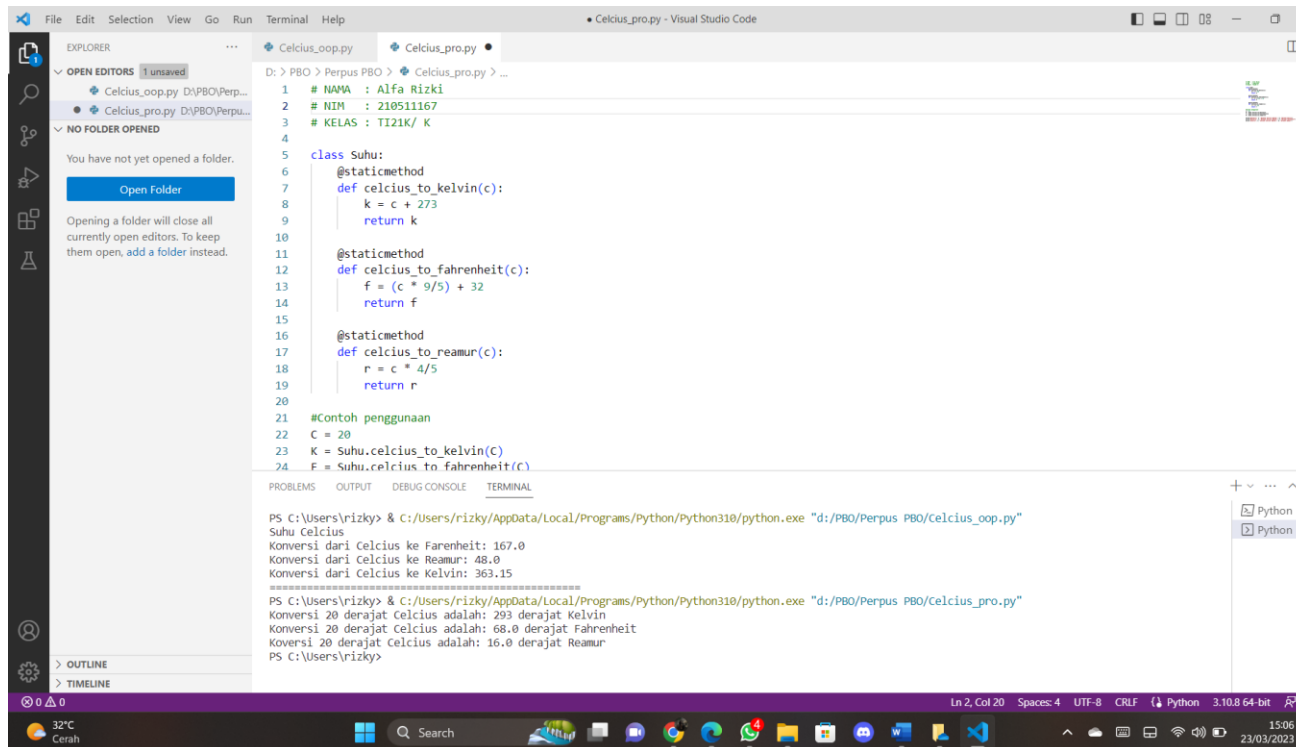 File Edit Selection View Go Run Terminal Help
● Celcius_pro.py - Visual Studio Code
EXPLORER ...
OPEN EDITORS 1 unsaved
Celcius_oop.py D:\PBO\Perp...
● Celcius_pro.py D:\PBO\Perpu...
NO FOLDER OPENED
You have not yet opened a folder.
Open Folder
Opening a folder will close all
currently open editors. To keep
them open, add a folder instead.
OUTLINE
TIMELINE
Celcius_oop.py Celcius_pro.py ●
D: > PBO > Perpus PBO > Celcius_pro.py > ...
1 # NAMA : Alfa Rizki
2 # NIM : 210511167
3 # KELAS : TI21K/ K
4
5 class Suhu:
6 @staticmethod
7 def celcius_to_kelvin(c):
8 k = c + 273
9 return k
10
11 @staticmethod
12 def celcius_to_fahrenheit(c):
13 f = (c * 9/5) + 32
14 return f
15
16 @staticmethod
17 def celcius_to_reamur(c):
18 r = c * 4/5
19 return r
20
21 #Contoh penggunaan
22 C = 20
23 K = Suhu.celcius_to_kelvin(C)
24 F = Suhu.celcius_to_fahrenheit(C)
PROBLEMS OUTPUT DEBUG CONSOLE TERMINAL
PS C:\Users\rizky> & C:/Users/rizky/AppData/Local/Programs/Python/Python310/python.exe "d:/PBO/Perpus PBO/Celcius_oop.py"
Suhu Celcius
Konversi dari Celcius ke Farenheit: 167.0
Konversi dari Celcius ke Reamur: 48.0
Konversi dari Celcius ke Kelvin: 363.15
==================================================
PS C:\Users\rizky> & C:/Users/rizky/AppData/Local/Programs/Python/Python310/python.exe "d:/PBO/Perpus PBO/Celcius_pro.py"
Konversi 20 derajat Celcius adalah: 293 derajat Kelvin
Konversi 20 derajat Celcius adalah: 68.0 derajat Fahrenheit
Koversi 20 derajat Celcius adalah: 16.0 derajat Reamur
PS C:\Users\rizky>
Python
Python
0 0
Ln 2, Col 20 Spaces: 4 UTF-8 CRLF Python 3.10.8 64-bit
32°C
Cerah
Search
4
15:06
23/03/2023